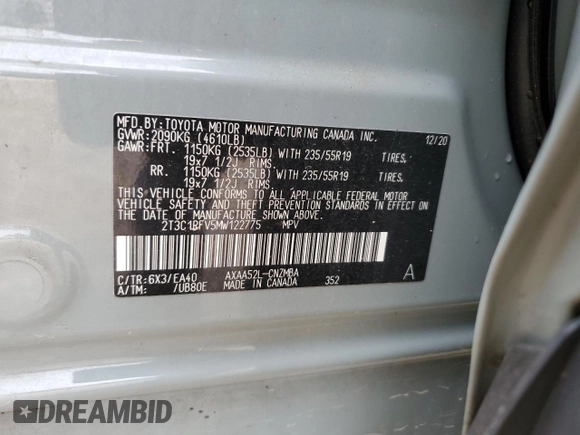 MFD.BY:TOYOTA MOTOR MANUFACTURING CANADA INC. 12/20
GVWR:2090KG (4610LB)
GAWR:FRT. 1150KG (2535LB) WITH 235/55R19 TIRES,
19x7 1/2J RIMS,
RR. 1150KG (2535LB) WITH 235/55R19 TIRES,
19x7 1/2J RIMS,
THIS VEHICLE CONFORMS TO ALL APPLICABLE FEDERAL MOTOR
VEHICLE SAFETY AND THEFT PREVENTION STANDARDS IN
EFFECT ON THE DATE OF MANUFACTURE SHOWN ABOVE.
2T3C1BFV5MW122775 MPV
C/TR:6X3/EA40 AXAA52L-CNZMBA A
A/TM: /UB80E MADE IN CANADA 352
DREAMBID